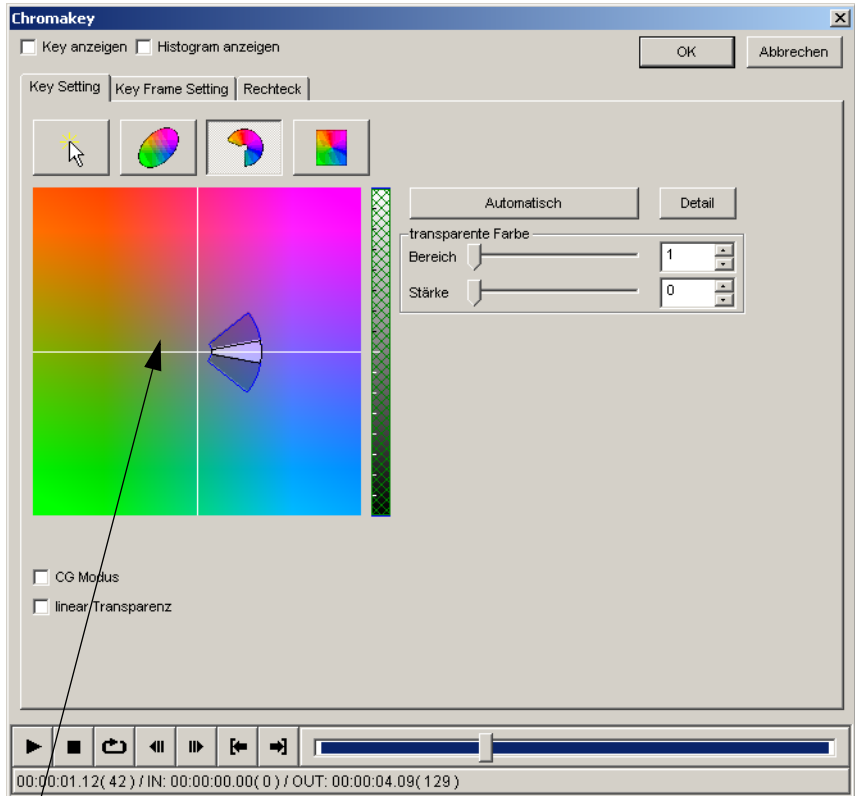 Chromakey
Key anzeigen Histogram anzeigen
OK Abbrechen
Key Setting Key Frame Setting Rechteck
Automatisch Detail
transparente Farbe
Bereich 1
Stärke 0
CG Modus
linear Transparenz
00:00:01.12( 42 ) / IN: 00:00:00.00( 0 ) / OUT: 00:00:04.09( 129 )